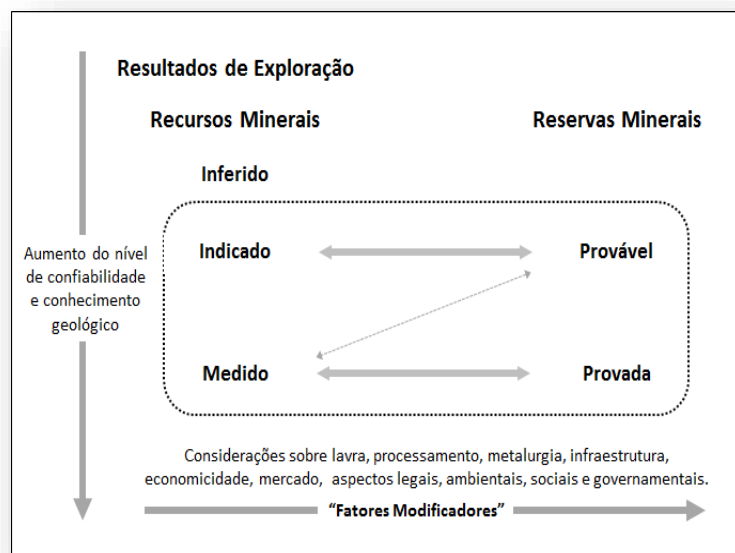 Resultados de Exploração
Recursos Minerais
Reservas Minerais
Inferido
Aumento do nível
de confiabilidade
e conhecimento
geológico
Indicado
Provável
Medido
Provada
Considerações sobre lavra, processamento, metalurgia, infraestrutura,
economicidade, mercado, aspectos legais, ambientais, sociais e governamentais.
“Fatores Modificadores”